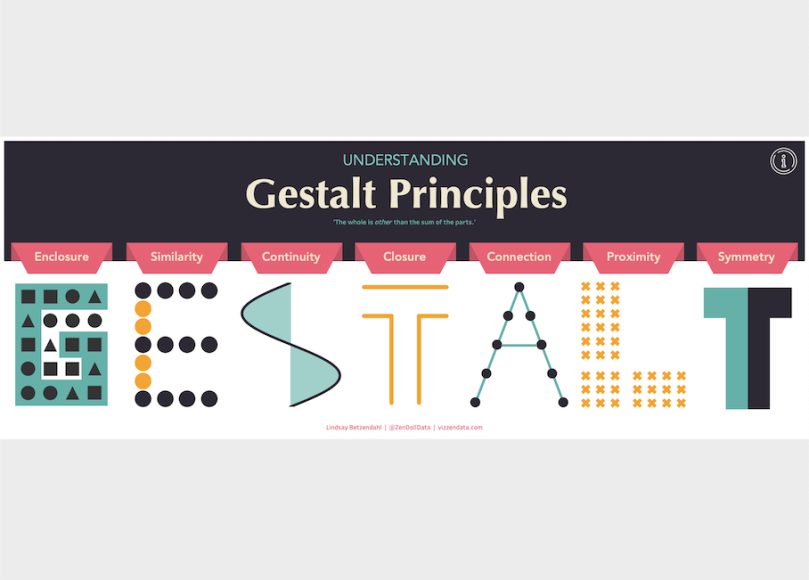 UNDERSTANDING
Gestalt Principles
'The whole is other than the sum of the parts.'
i
Enclosure
Similarity
Continuity
Closure
Connection
Proximity
Symmetry
G E S T A L T
Lindsay Betzendahl | @ZenDollData | vizzendata.com